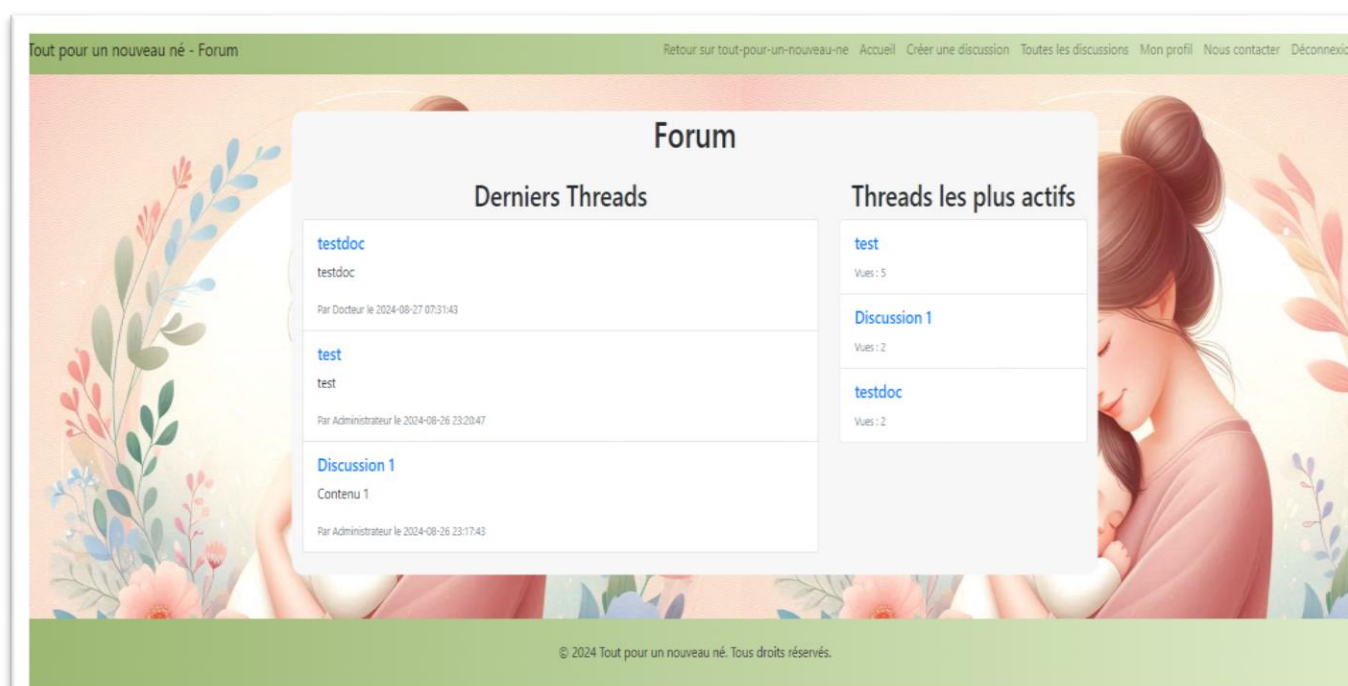 Tout pour un nouveau né - Forum
Retour sur tout-pour-un-nouveau-ne Accueil Créer une discussion Toutes les discussions Mon profil Nous contacter Déconnexio
Forum
Derniers Threads
testdoc
testdoc
Par Docteur le 2024-08-27 07:31:43
test
test
Par Administrateur le 2024-08-26 23:20:47
Discussion 1
Contenu 1
Par Administrateur le 2024-08-26 23:17:43
Threads les plus actifs
test
Vues : 5
Discussion 1
Vues : 2
testdoc
Vues : 2
© 2024 Tout pour un nouveau né. Tous droits réservés.